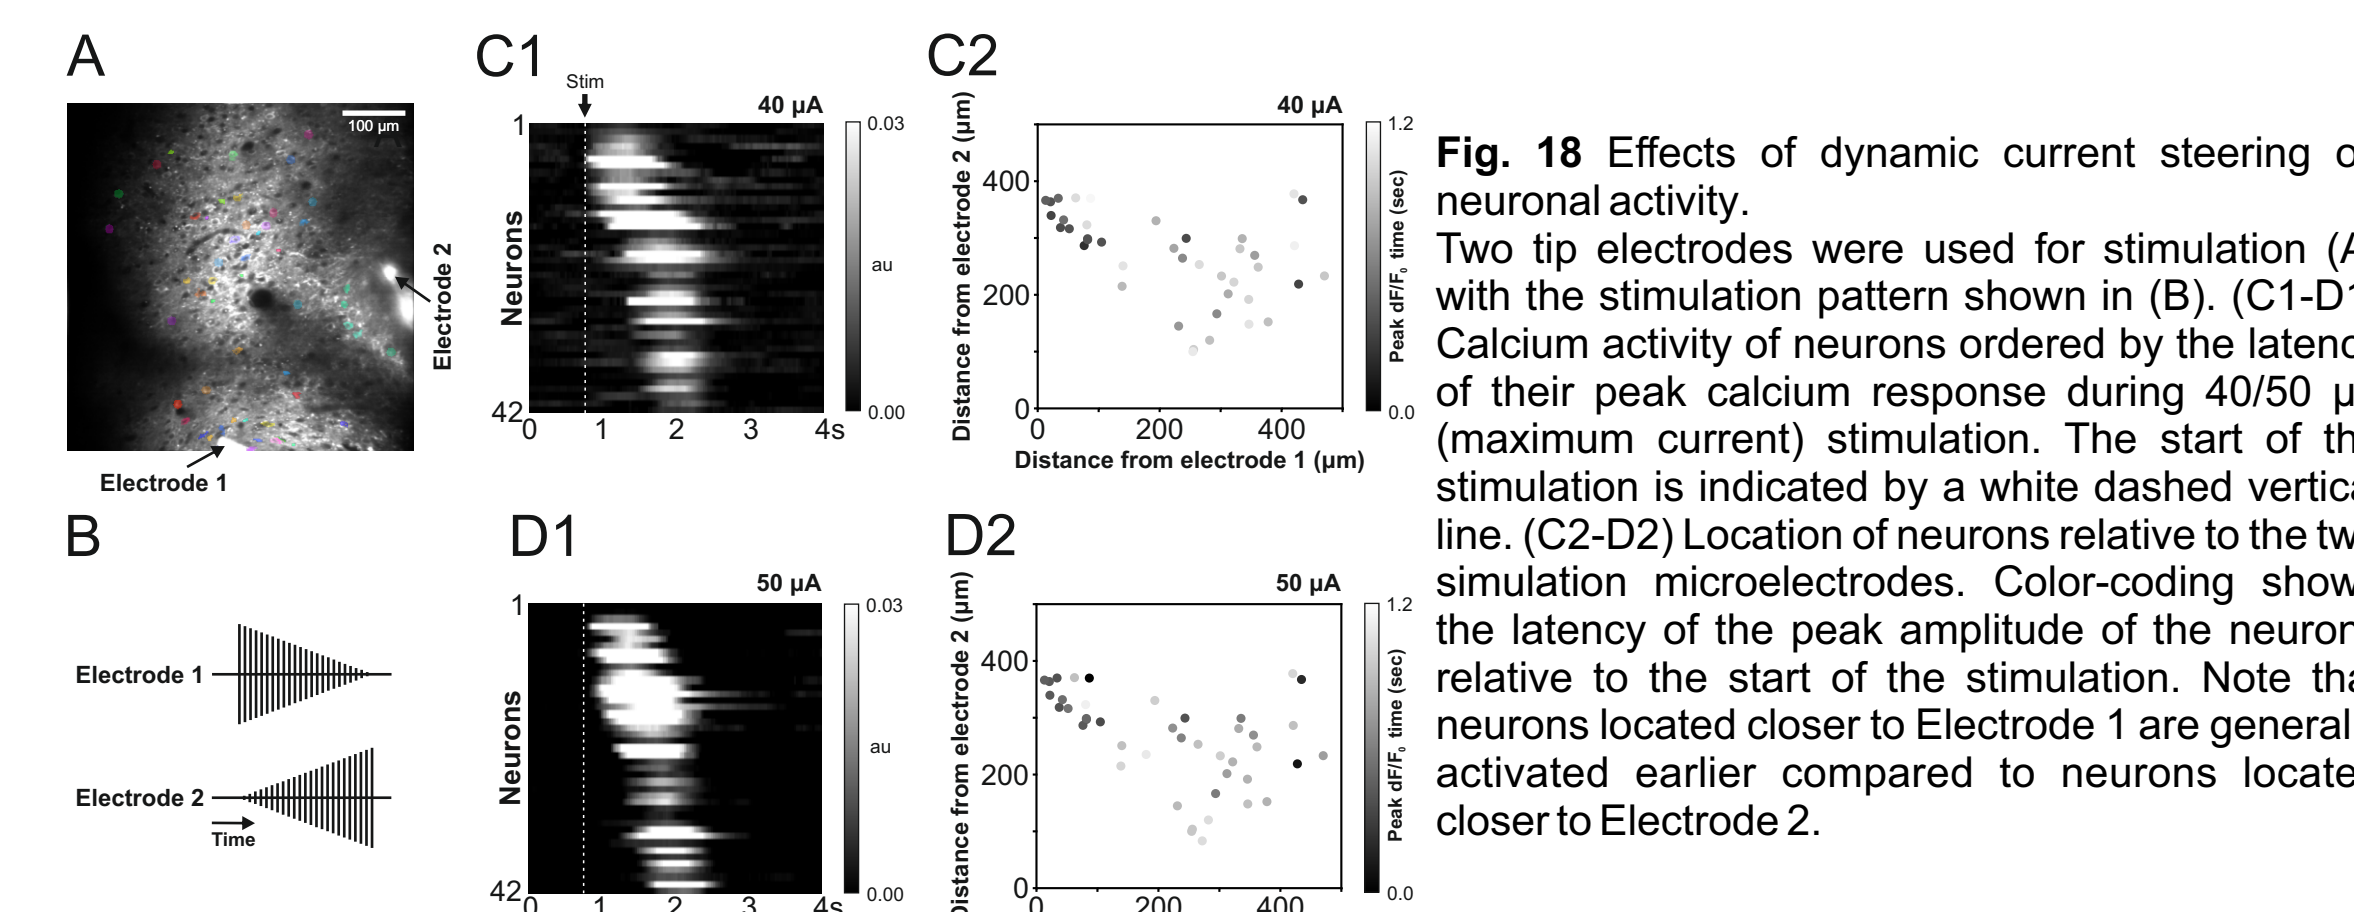 A
100 µm
Electrode 1
Electrode 2
B
Electrode 1
Electrode 2
Time
C1
Stim
40 µA
1
42
Neurons
0 1 2 3 4s
0.03
au
0.00
C2
40 µA
Distance from electrode 2 (µm)
400
200
0
0 200 400
Distance from electrode 1 (µm)
1.2
Peak dF/F₀ time (sec)
0.0
D1
50 µA
1
42
Neurons
0 1 2 3 4s
0.03
au
0.00
D2
50 µA
Distance from electrode 2 (µm)
400
200
0
0 200 400
1.2
Peak dF/F₀ time (sec)
0.0
Fig. 18 Effects of dynamic current steering
neuronal activity.
Two tip electrodes were used for stimulation (A
with the stimulation pattern shown in (B). (C1-D1
Calcium activity of neurons ordered by the latenc
of their peak calcium response during 40/50 µ
(maximum current) stimulation. The start of th
stimulation is indicated by a white dashed vertica
line. (C2-D2) Location of neurons relative to the tw
simulation microelectrodes. Color-coding show
the latency of the peak amplitude of the neuron
relative to the start of the stimulation. Note tha
neurons located closer to Electrode 1 are general
activated earlier compared to neurons locate
closer to Electrode 2.